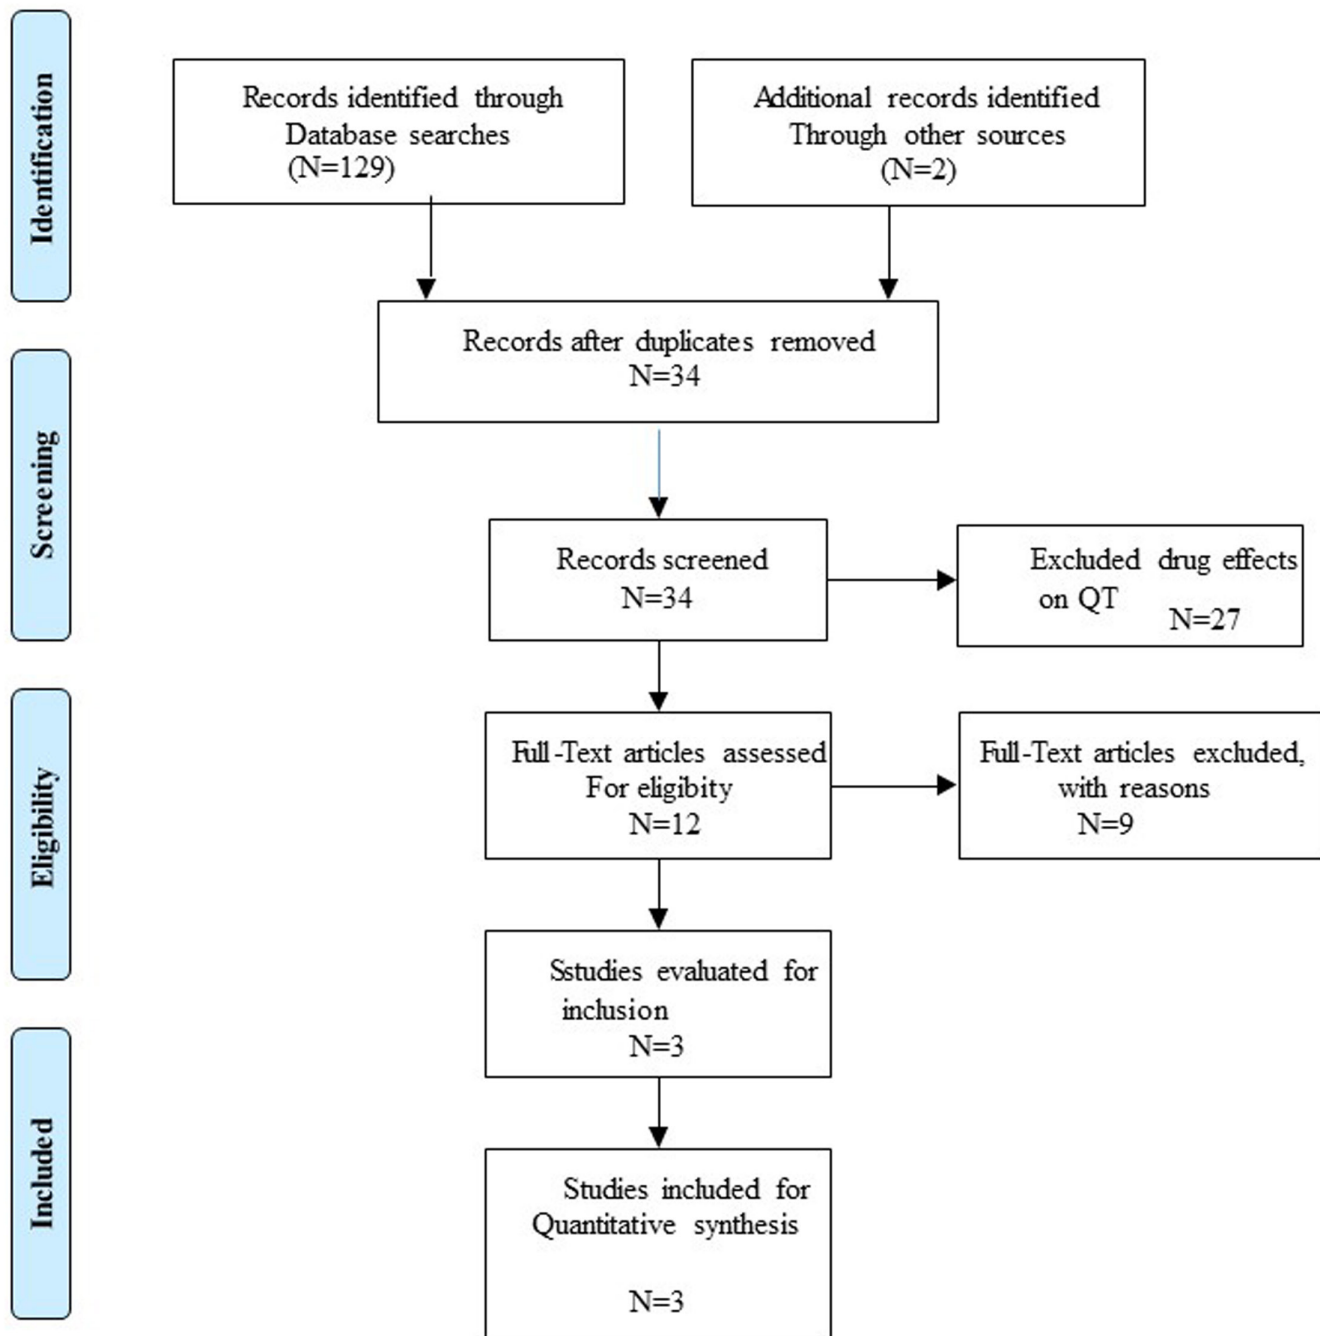 Identification
Records identified through
Database searches
(N=129)
Additional records identified
Through other sources
(N=2)
Records after duplicates removed
N=34
Screening
Records screened
N=34
Excluded drug effects
on QT
N=27
Eligibility
Full-Text articles assessed
For eligibity
N=12
Full-Text articles excluded,
with reasons
N=9
Sstudies evaluated for
inclusion
N=3
Included
Studies included for
Quantitative synthesis
N=3